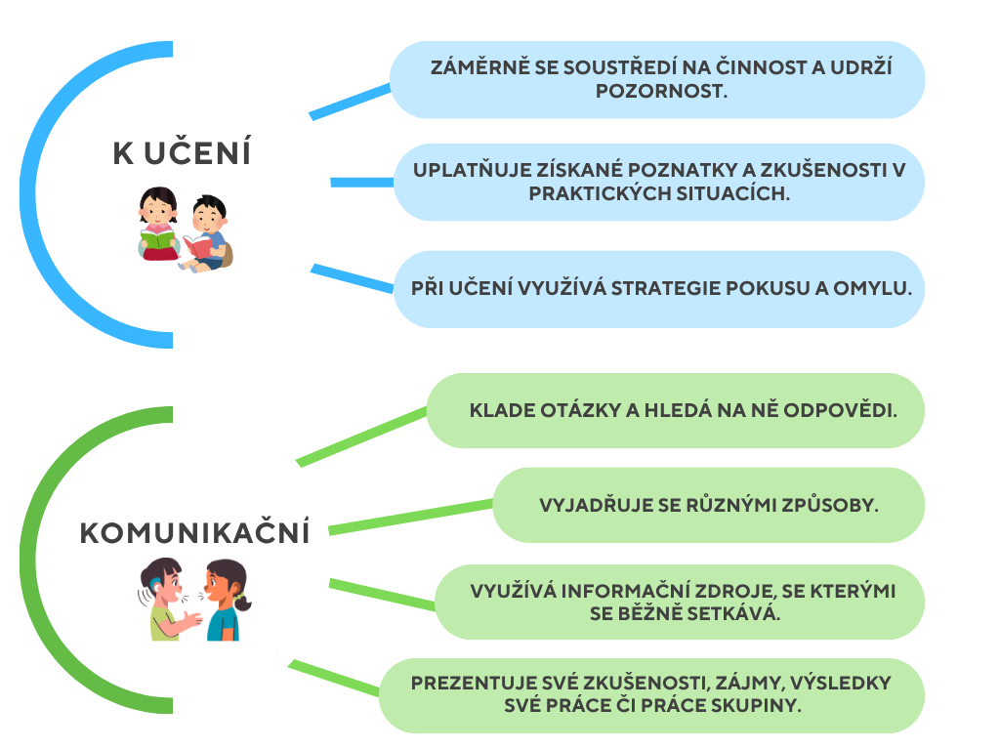 K UČENÍ
ZÁMĚRNĚ SE SOUSTŘEDÍ NA ČINNOST A UDRŽÍ
POZORNOST.
UPLATŇUJE ZÍSKANÉ POZNATKY A ZKUŠENOSTI V
PRAKTICKÝCH SITUACÍCH.
PŘI UČENÍ VYUŽÍVÁ STRATEGIE POKUSU A OMYLU.
KOMUNIKAČNÍ
KLADE OTÁZKY A HLEDÁ NA NĚ ODPOVĚDI.
VYJADŘUJE SE RŮZNÝMI ZPŮSOBY.
VYUŽÍVÁ INFORMAČNÍ ZDROJE, SE KTERÝMI
SE BĚŽNĚ SETKÁVÁ.
PREZENTUJE SVÉ ZKUŠENOSTI, ZÁJMY, VÝSLEDKY
SVÉ PRÁCE ČI PRÁCE SKUPINY.